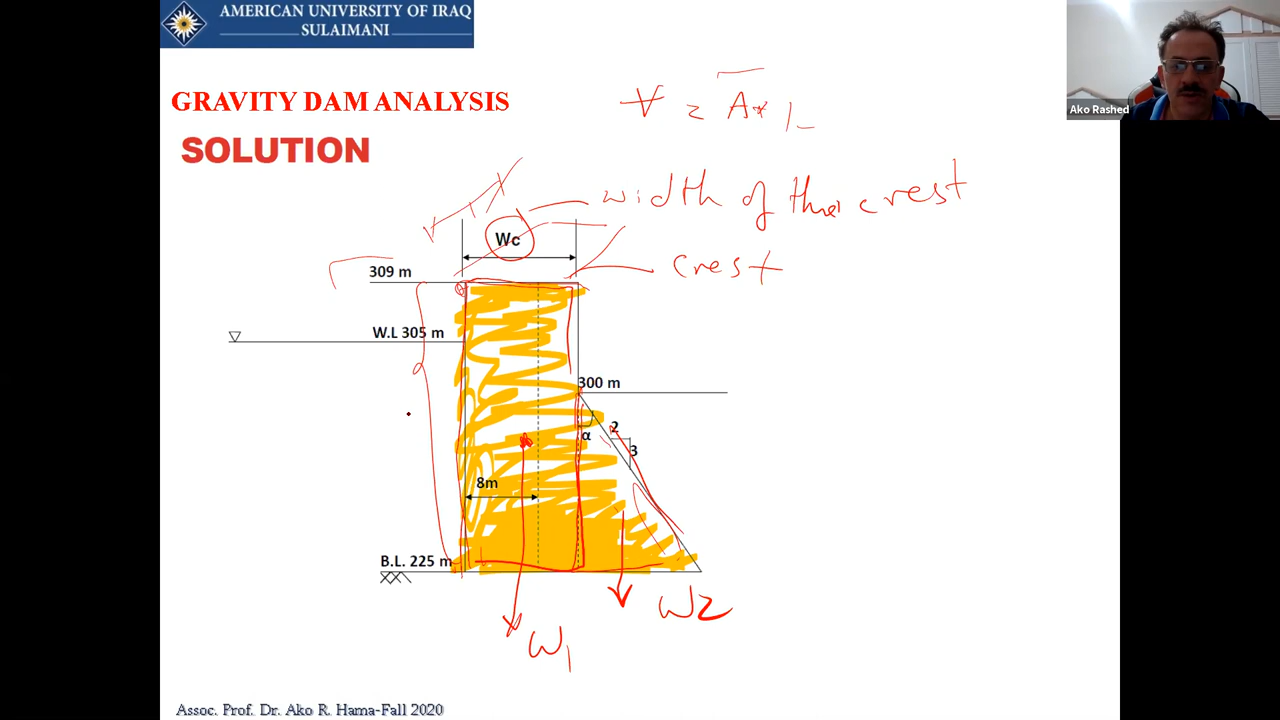 AMERICAN UNIVERSITY OF IRAQ
SULAIMANI
Ako Rashed
GRAVITY DAM ANALYSIS
SOLUTION
width of the crest
Wc
crest
309 m
W.L 305 m
300 m
α
2
3
8m
B.L. 225 m
W2
W1
Assoc. Prof. Dr. Ako R. Hama-Fall 2020